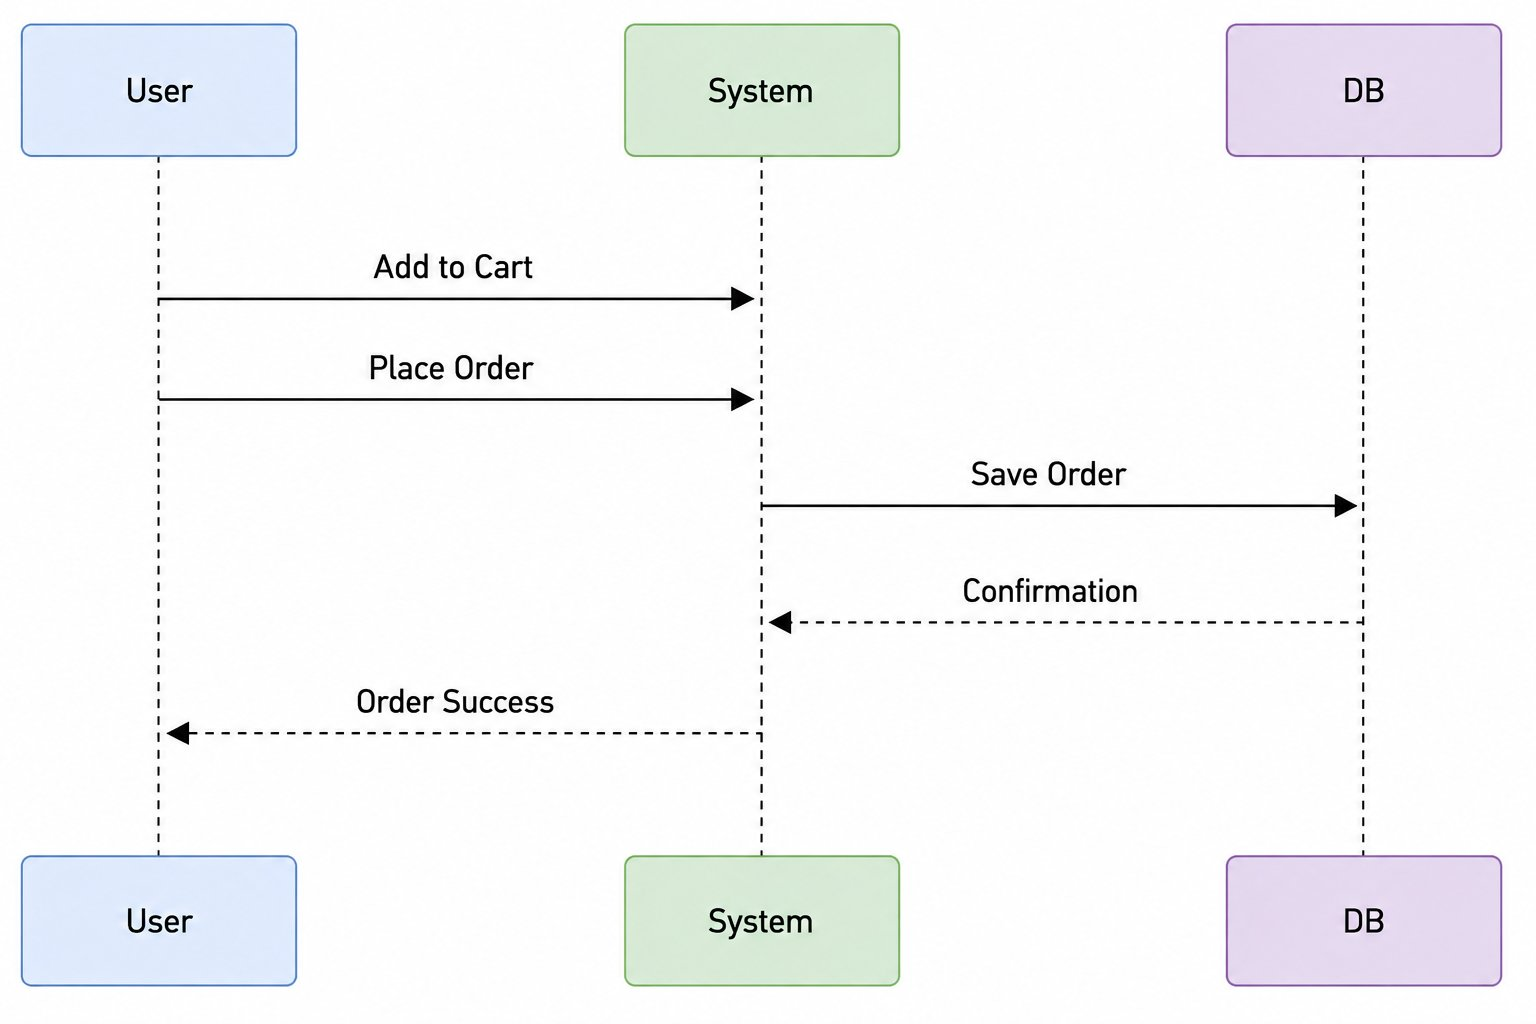 User
System
DB
Add to Cart
Place Order
Save Order
Confirmation
Order Success
User
System
DB